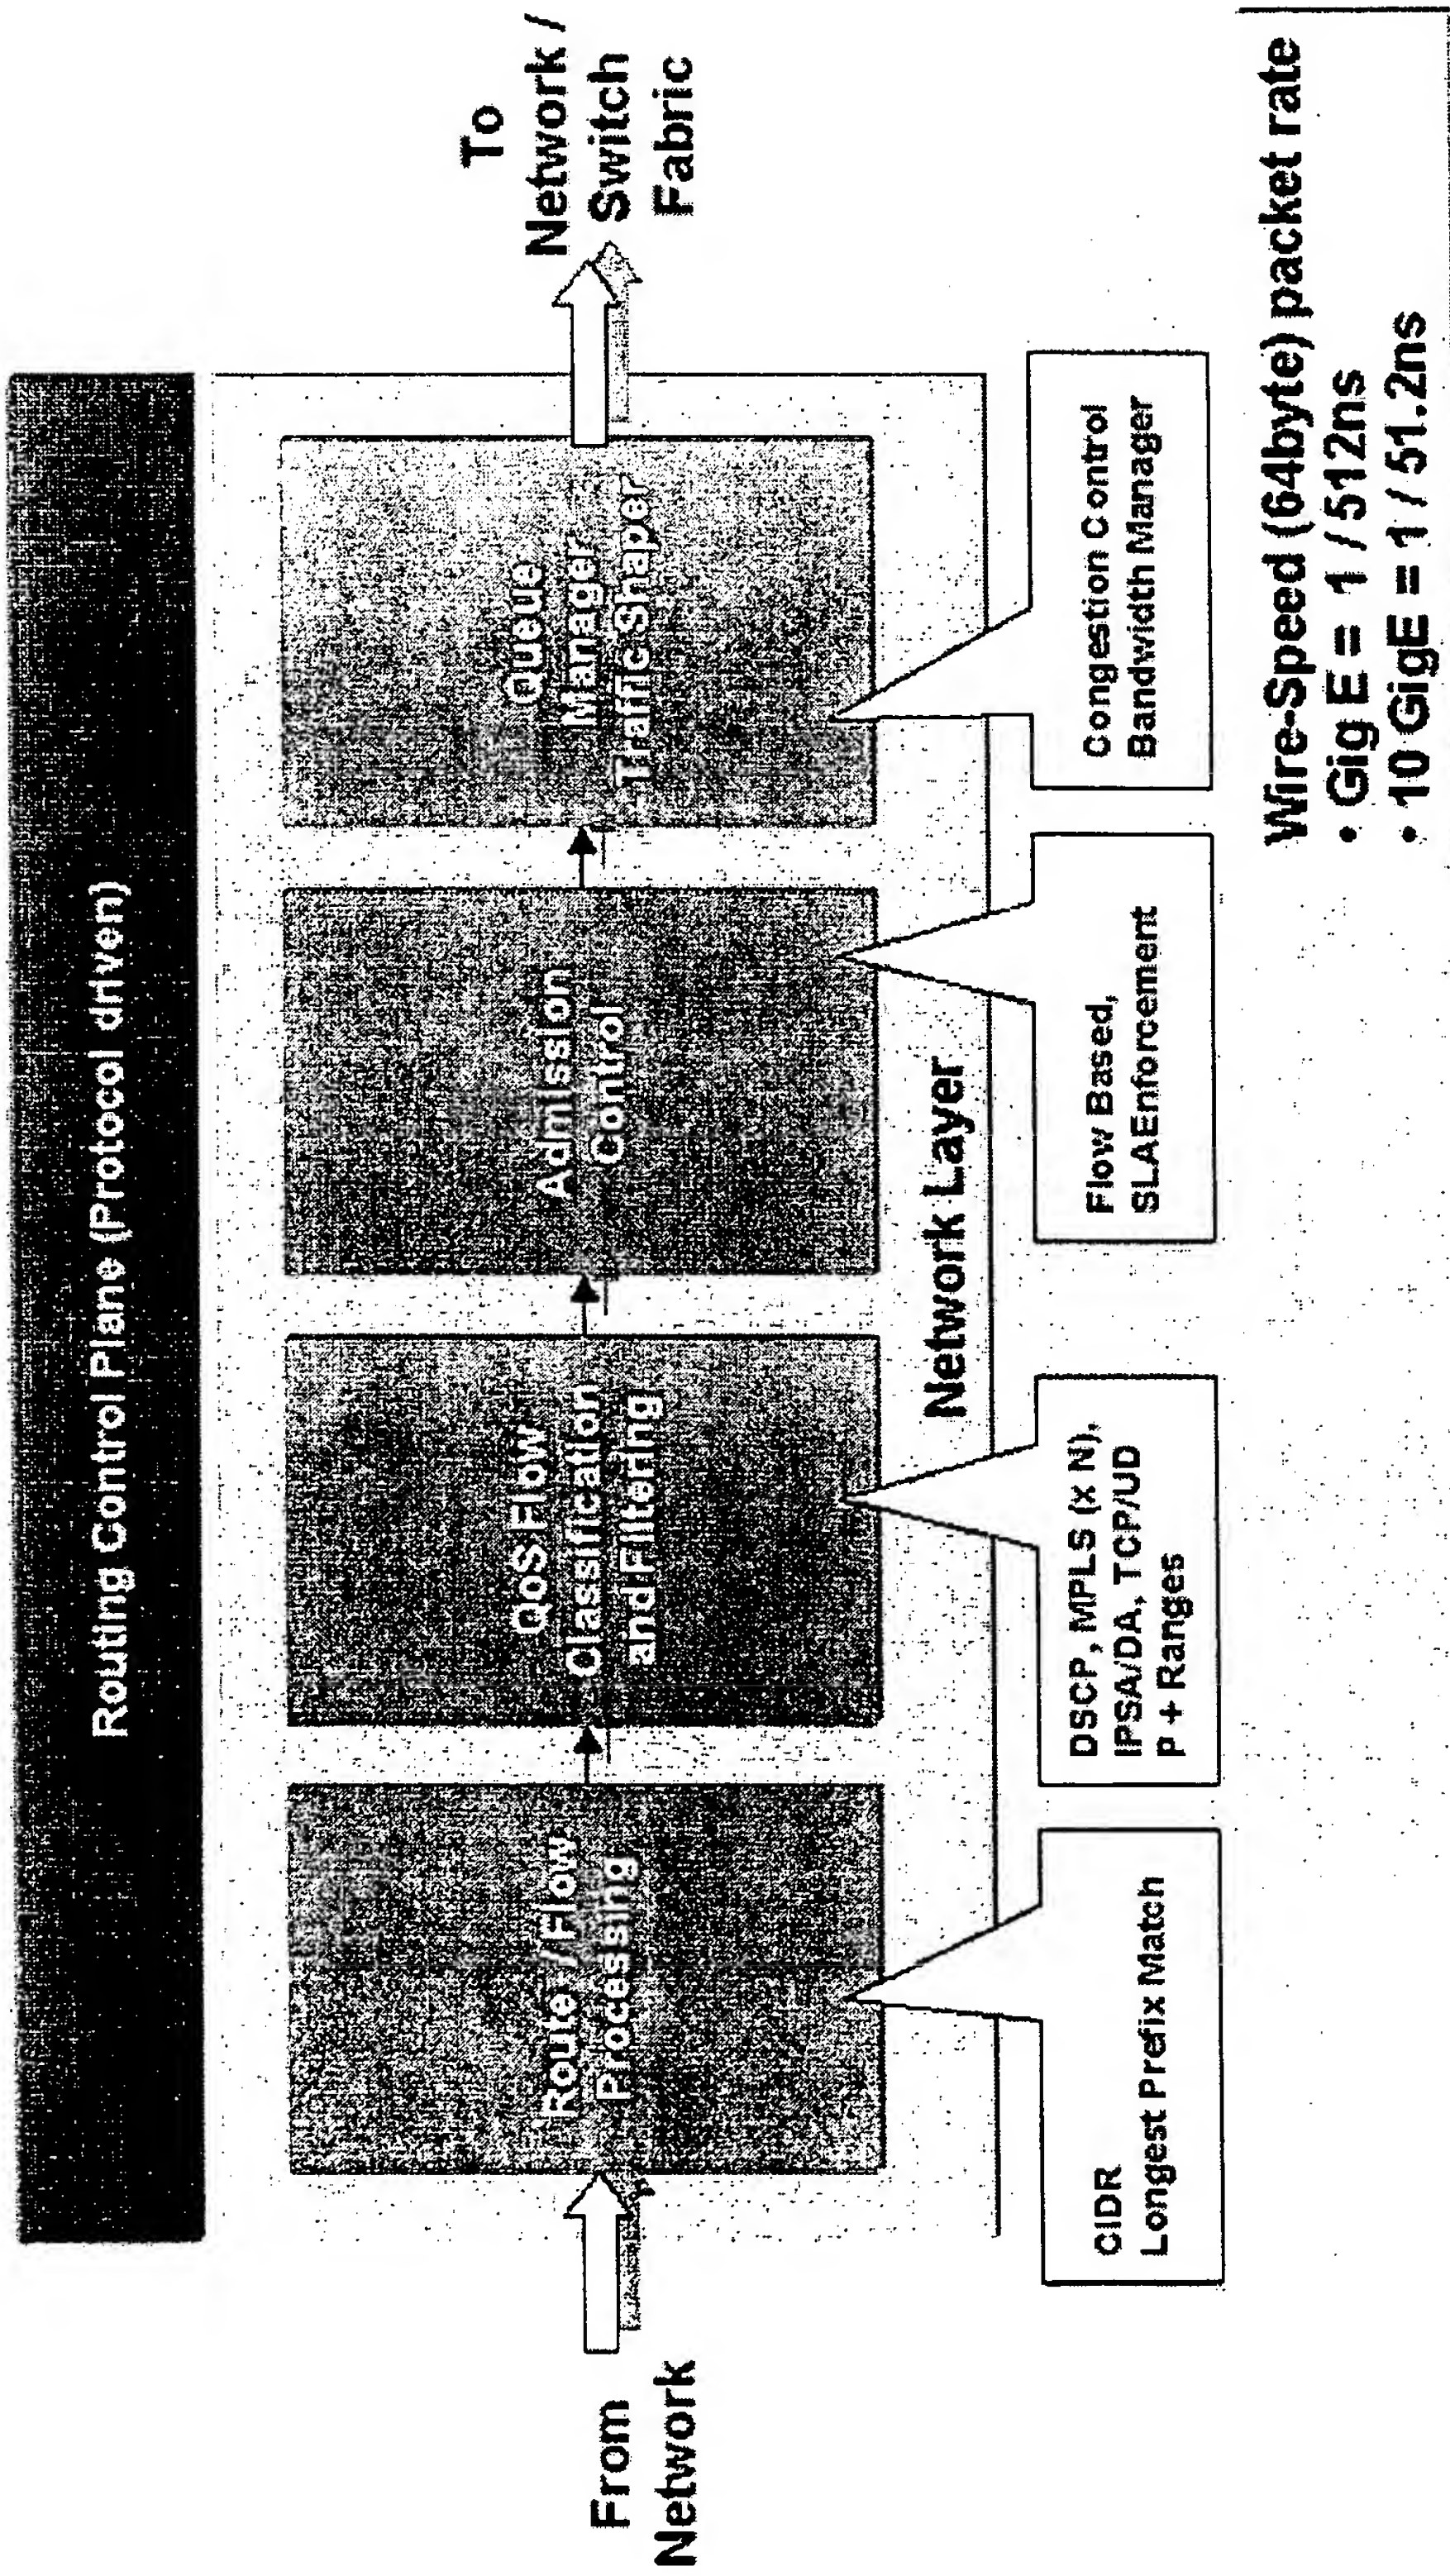 Routing Control Plane (Protocol driven)
From
Network
Route / Flow
Processing
QoS Flow
Classification
and Filtering
Admission
Control
Queue
Manager
Traffic Shaper
To
Network /
Switch
Fabric
Network Layer
CIDR
Longest Prefix Match
DSCP, MPLS (x N),
IPSA/DA, TCP/UD
P + Ranges
Flow Based,
SLAEnforcement
Congestion Control
Bandwidth Manager
Wire-Speed (64byte) packet rate
• Gig E = 1 / 512ns
• 10 GigE = 1 / 51.2ns